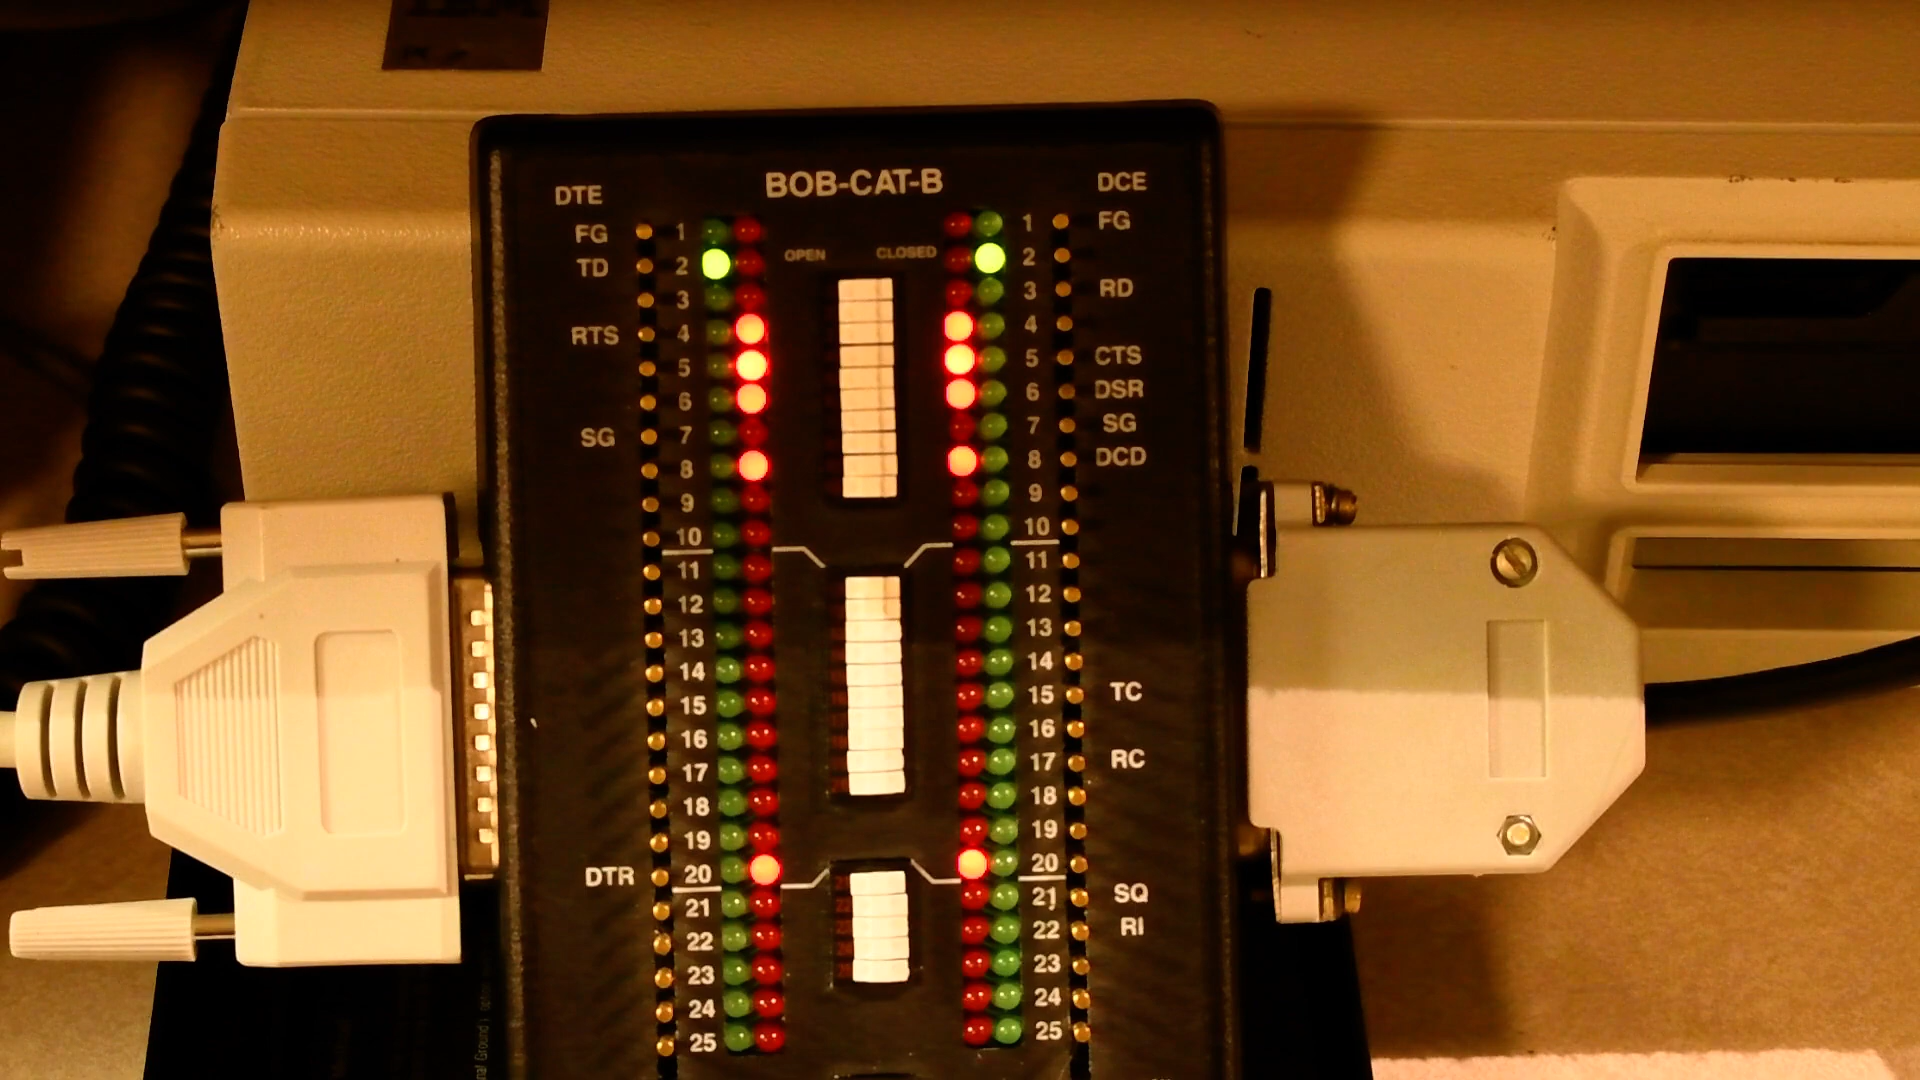 BOB-CAT-B
DTE DCE
FG 1 1 FG
TD 2 OPEN CLOSED 2
3 3 RD
RTS 4 4
5 5 CTS
6 6 DSR
SG 7 7 SG
8 8 DCD
9 9
10 10
11 11
12 12
13 13
14 14
15 15 TC
16 16
17 17 RC
18 18
19 19
DTR 20 20
21 21 SQ
22 22 RI
23 23
24 24
25 25